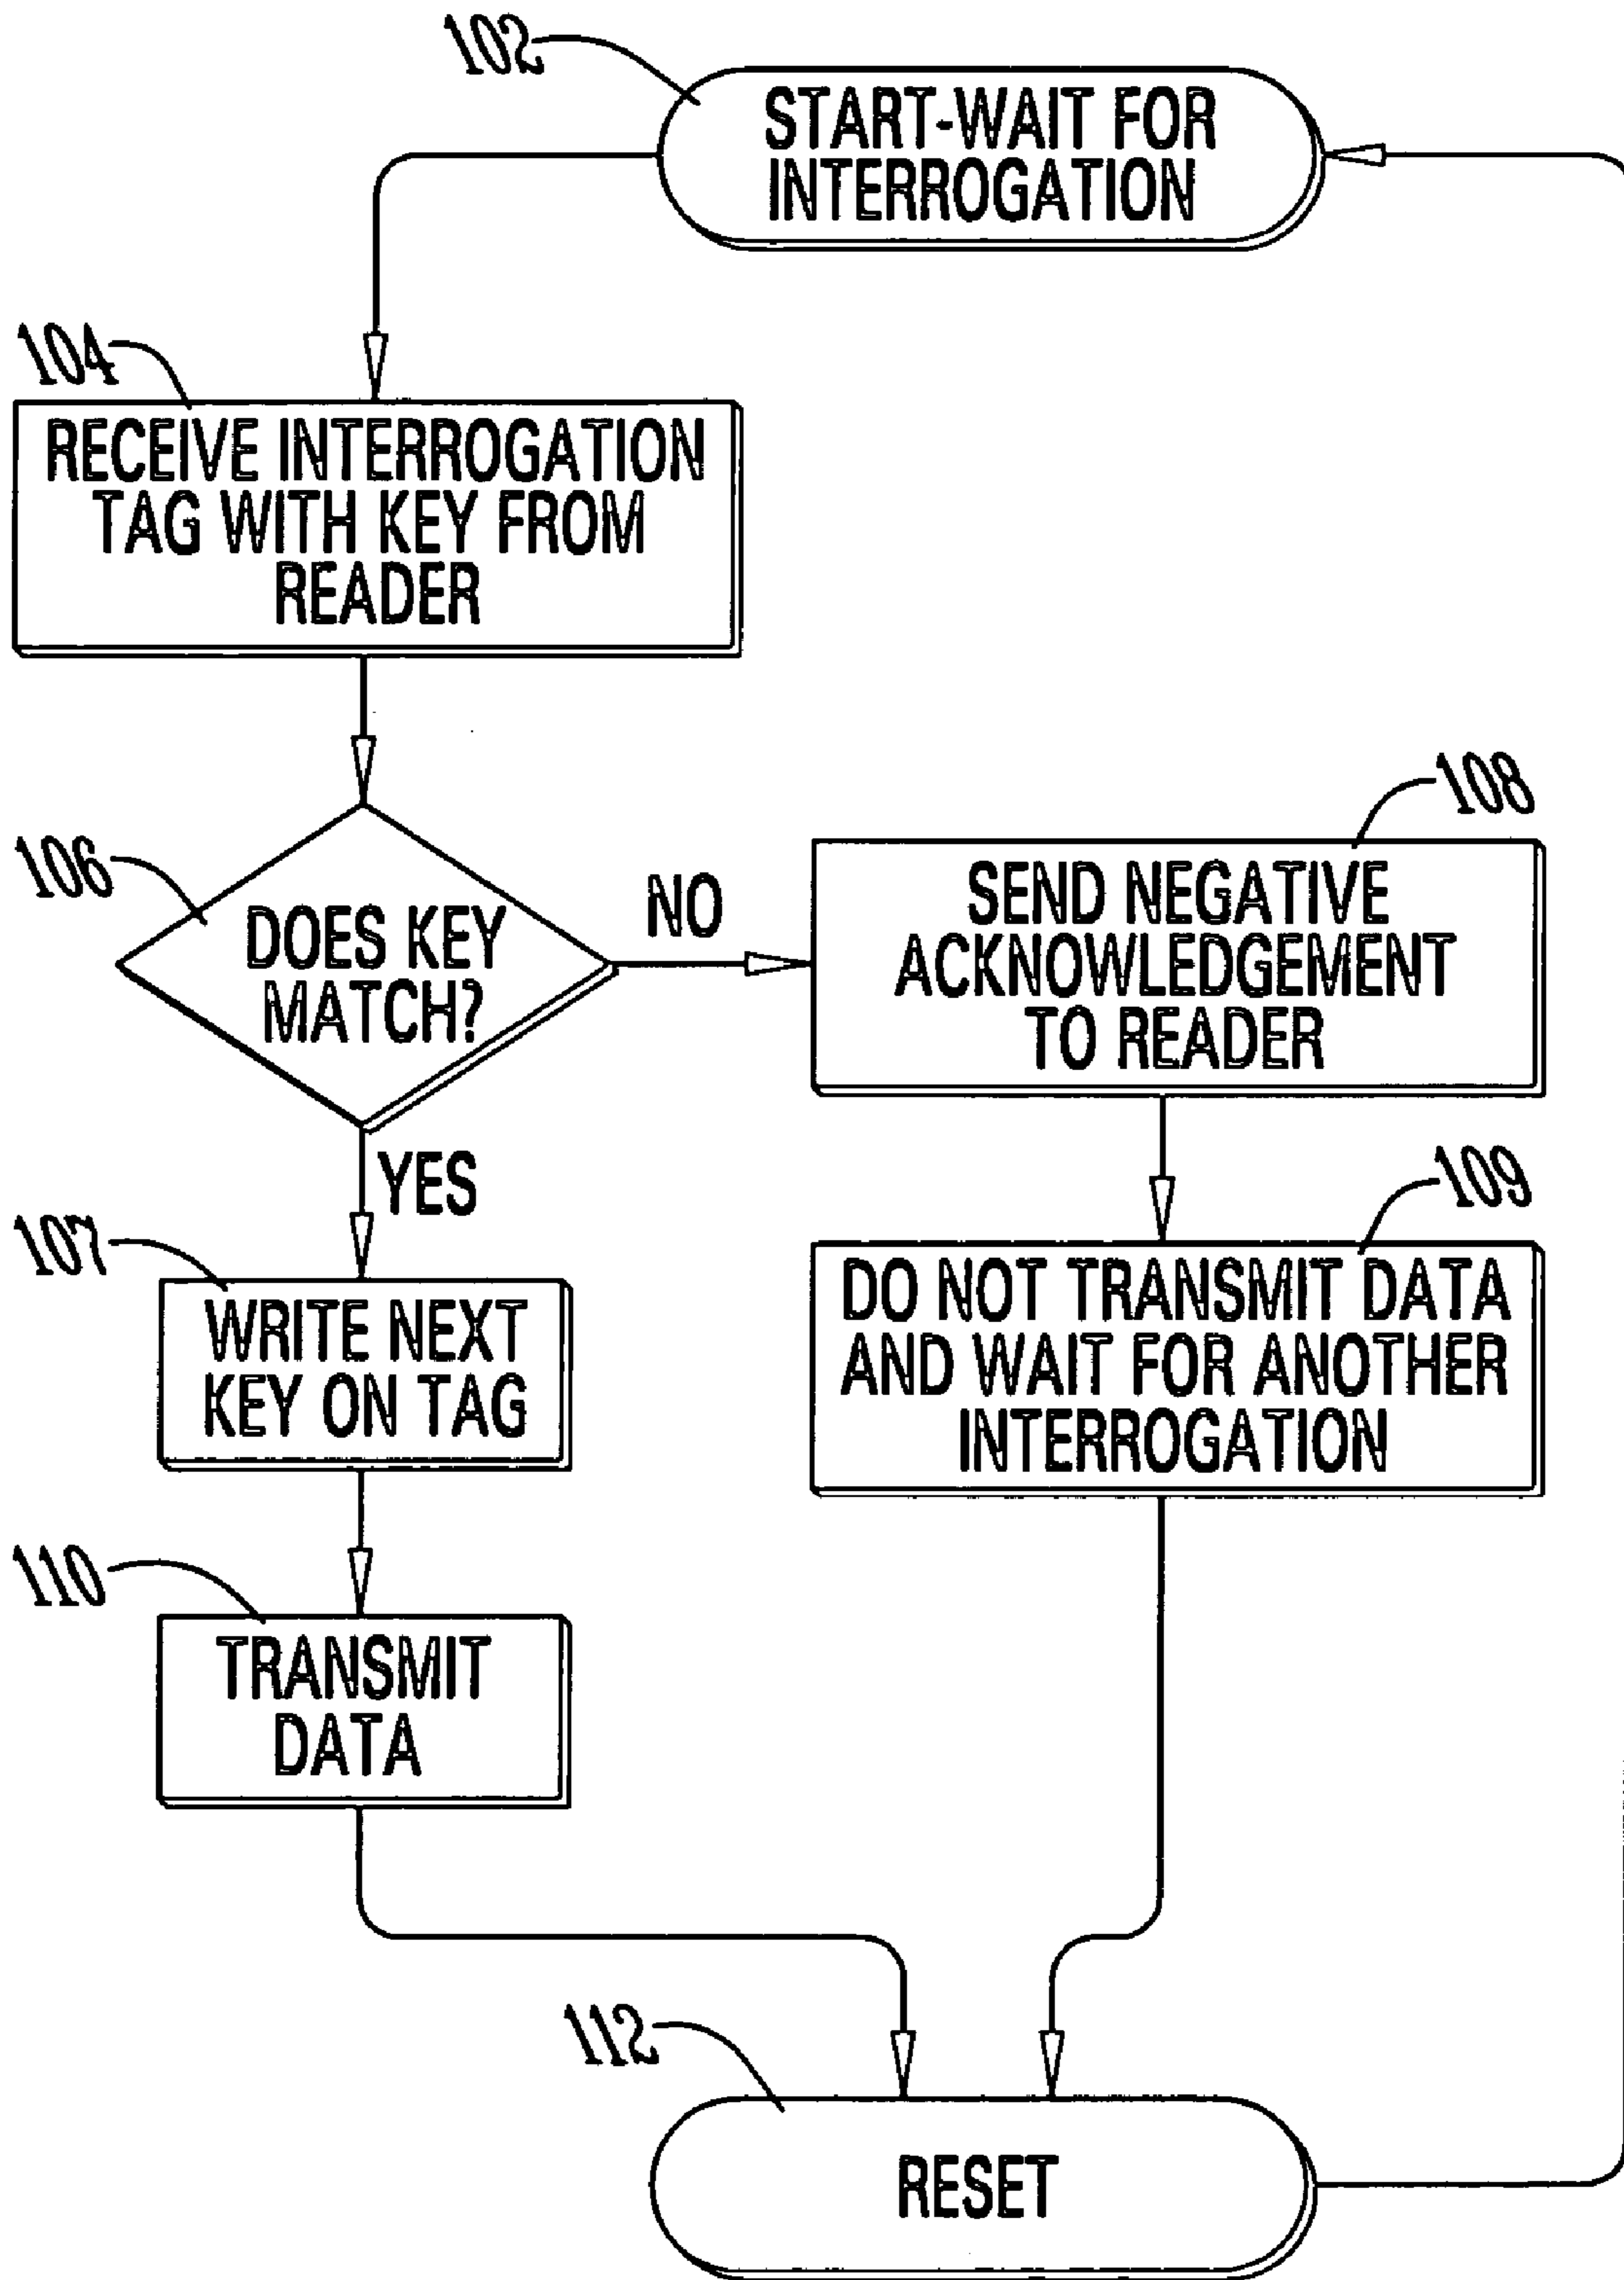 102
START-WAIT FOR
INTERROGATION
104
RECEIVE INTERROGATION
TAG WITH KEY FROM
READER
106
DOES KEY
MATCH?
NO
108
SEND NEGATIVE
ACKNOWLEDGEMENT
TO READER
YES
107
WRITE NEXT
KEY ON TAG
109
DO NOT TRANSMIT DATA
AND WAIT FOR ANOTHER
INTERROGATION
110
TRANSMIT
DATA
112
RESET